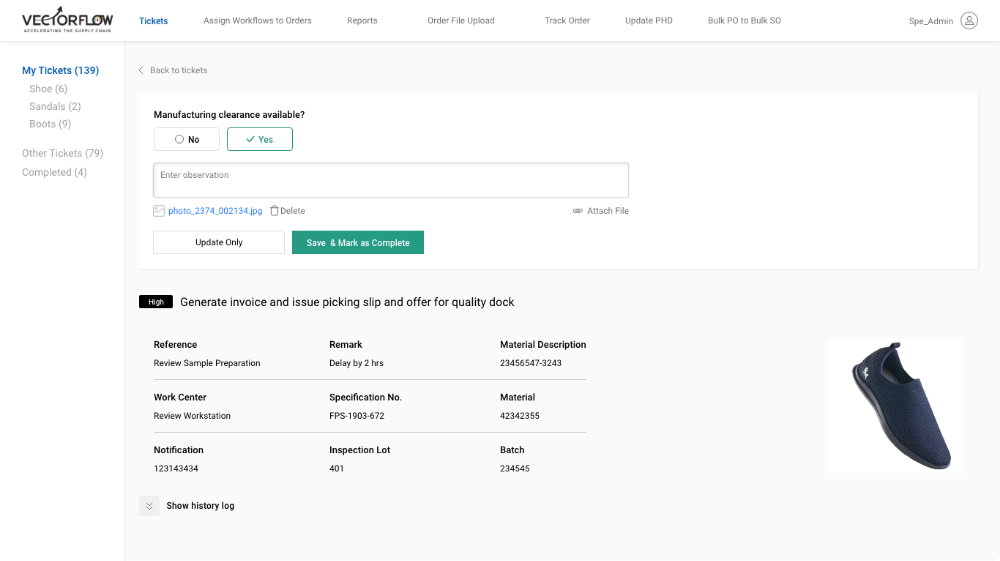 VECTORFLOW
ACCELERATING THE SUPPLY CHAIN
Tickets
Assign Workflows to Orders
Reports
Order File Upload
Track Order
Update PHD
Bulk PO to Bulk SO
Spe_Admin
My Tickets (139)
Shoe (6)
Sandals (2)
Boots (9)
Other Tickets (79)
Completed (4)
Back to tickets
Manufacturing clearance available?
No
Yes
Enter observation
photo_2374_002134.jpg
Delete
Attach File
Update Only
Save & Mark as Complete
High
Generate invoice and issue picking slip and offer for quality dock
Reference
Remark
Material Description
Review Sample Preparation
Delay by 2 hrs
23456547-3243
Work Center
Specification No.
Material
Review Workstation
FPS-1903-672
42342355
Notification
Inspection Lot
Batch
123143434
401
234545
Show history log